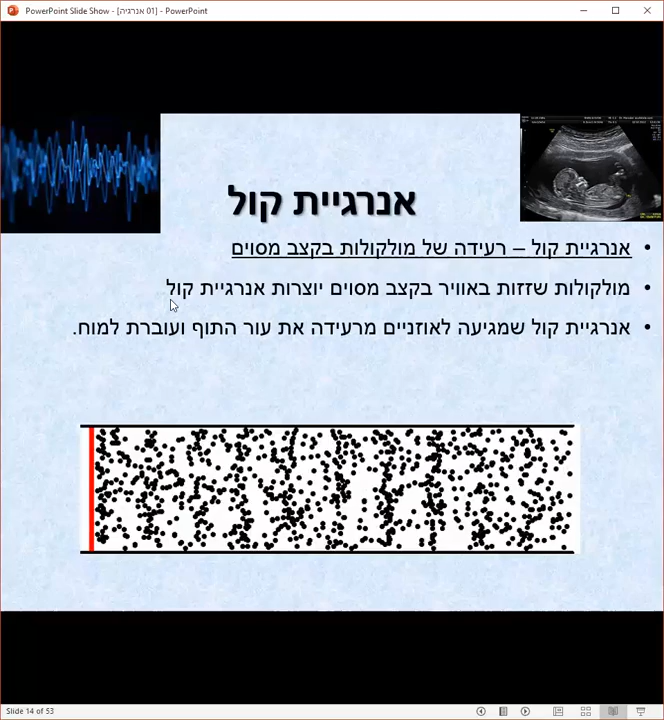 PowerPoint Slide Show - [01 אנרגיה] - PowerPoint
אנרגיית קול
• אנרגיית קול – רעידה של מולקולות בקצב מסוים
• מולקולות שזזות באוויר בקצב מסוים יוצרות אנרגיית קול
• אנרגיית קול שמגיעה לאוזניים מרעידה את עור התוף ועוברת למוח.
Slide 14 of 53